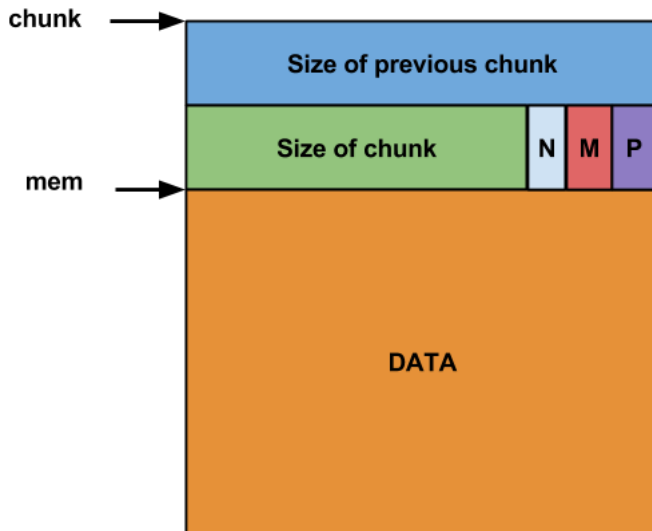 chunk
Size of previous chunk
Size of chunk N M P
mem
DATA